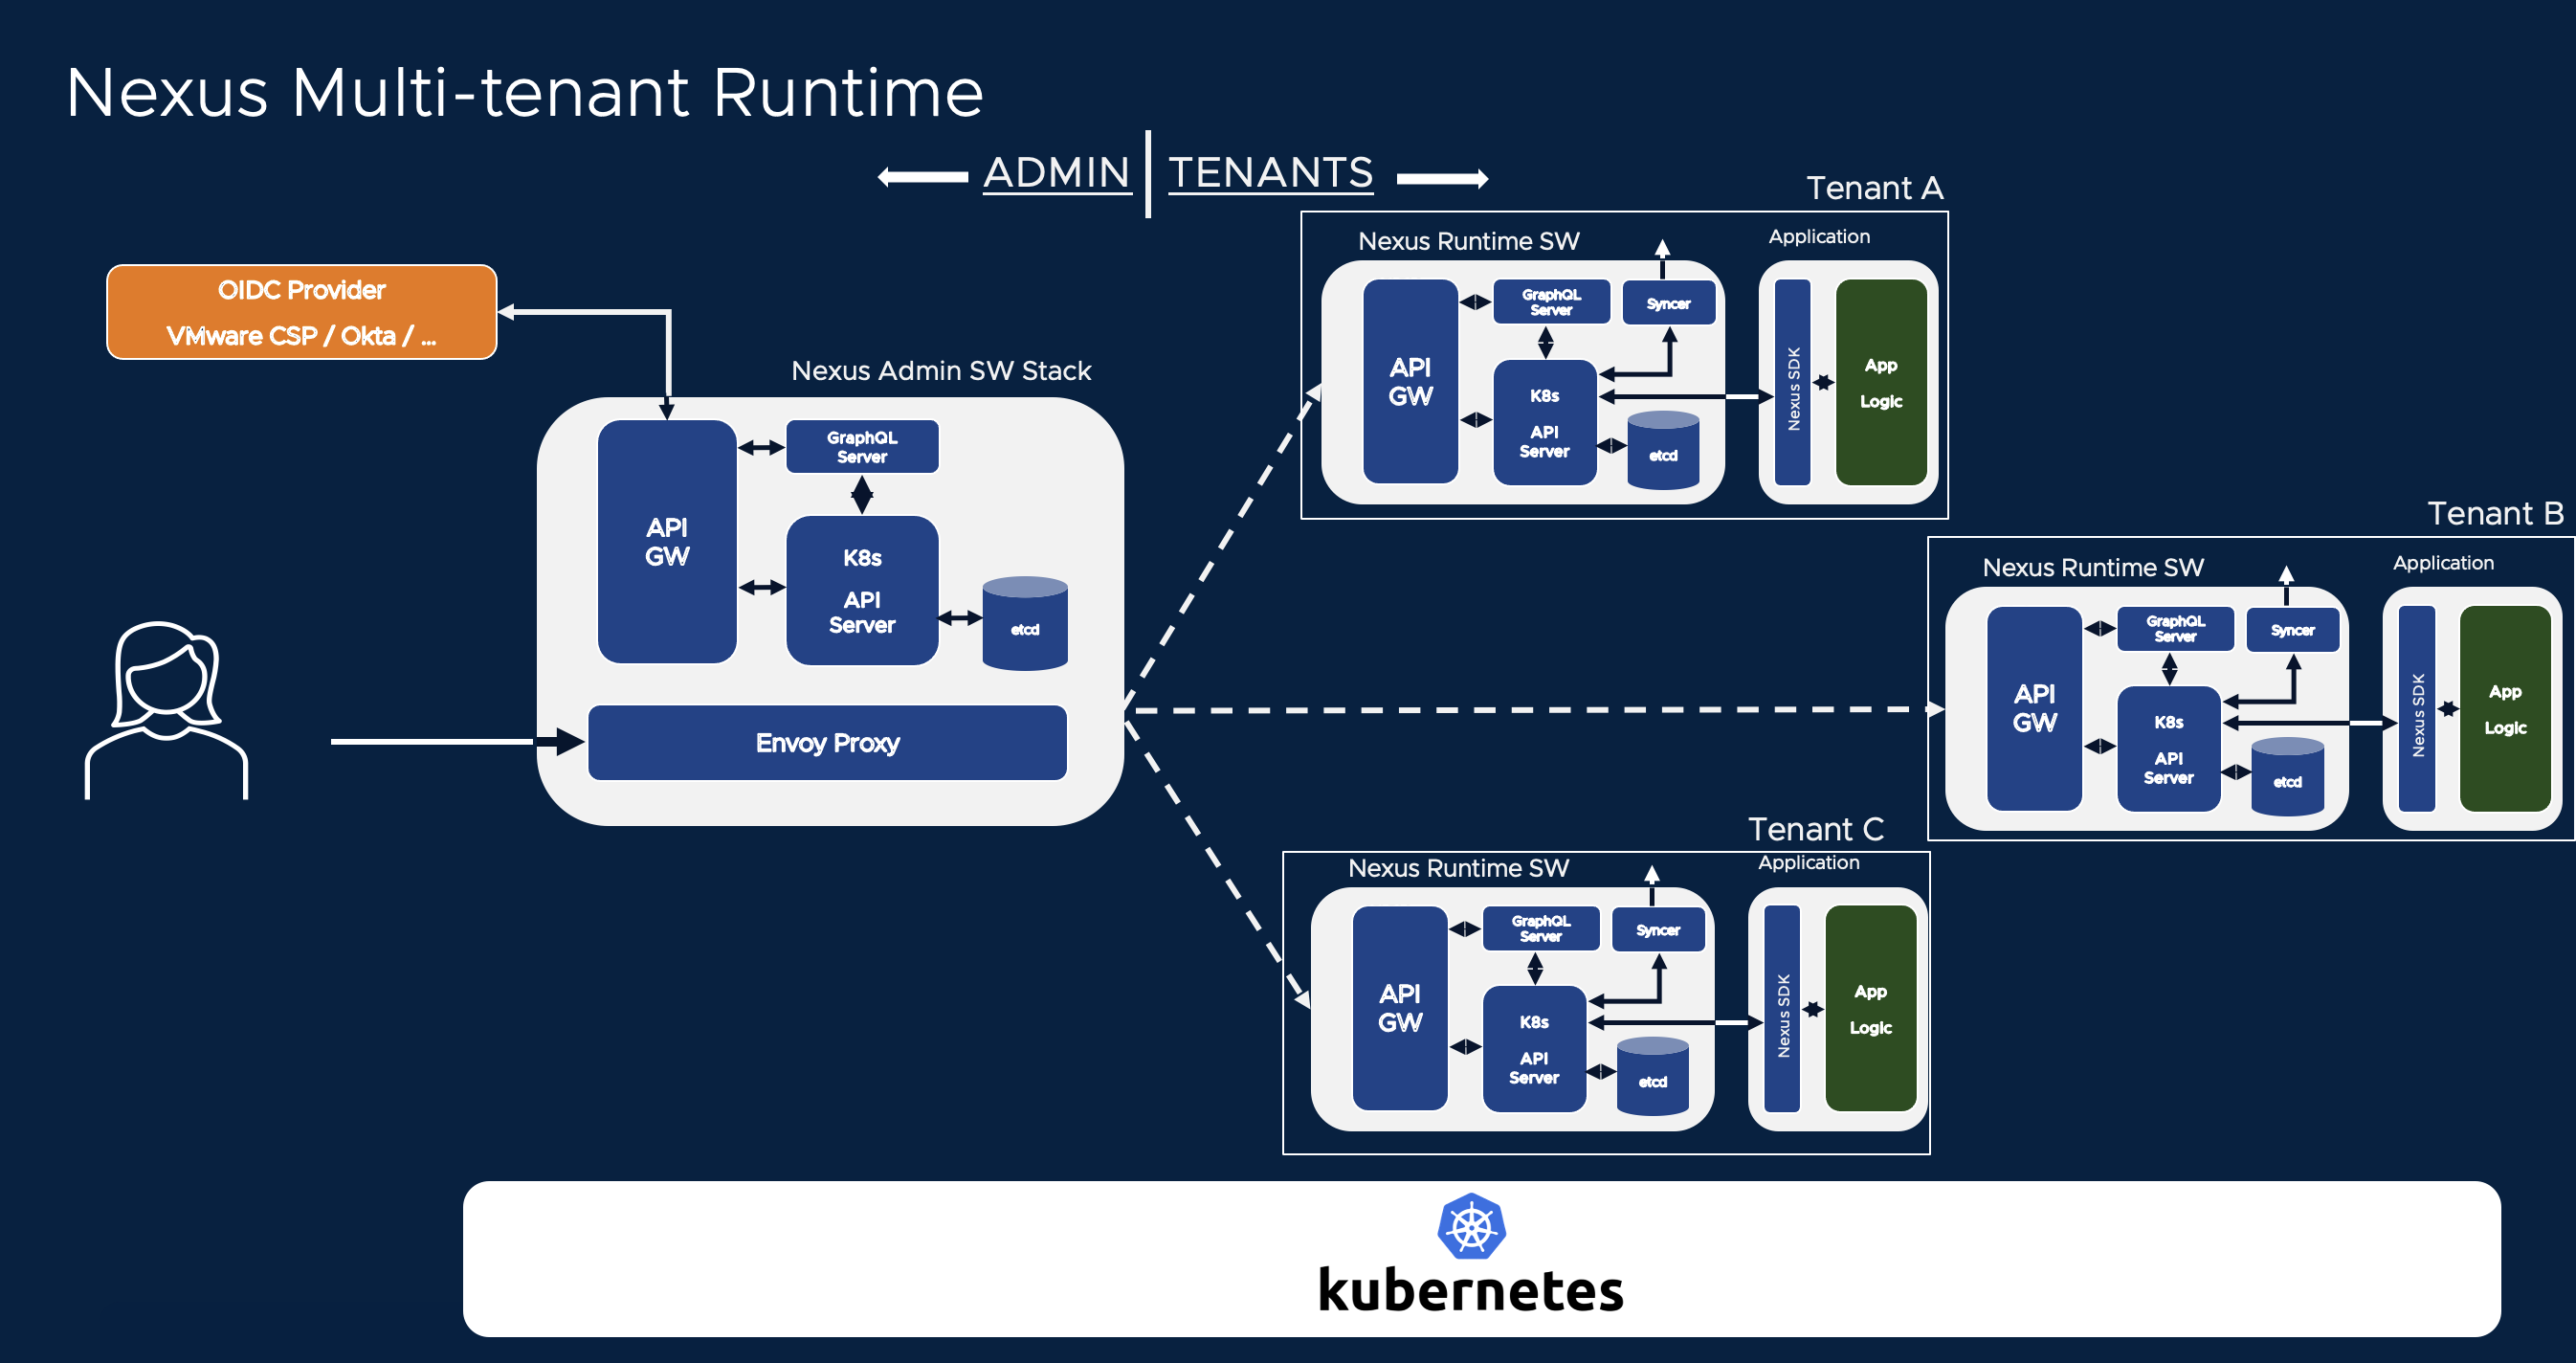 Nexus Multi-tenant Runtime
ADMIN
TENANTS
OIDC Provider
VMware CSP / Okta / ...
Nexus Admin SW Stack
API
GW
GraphQL
Server
K8s
API
Server
etcd
Envoy Proxy
Tenant A
Nexus Runtime SW
Application
API
GW
GraphQL
Server
Syncer
K8s
API
Server
etcd
Nexus SDK
App
Logic
Tenant B
Nexus Runtime SW
Application
API
GW
GraphQL
Server
Syncer
K8s
API
Server
etcd
Nexus SDK
App
Logic
Tenant C
Nexus Runtime SW
Application
API
GW
GraphQL
Server
Syncer
K8s
API
Server
etcd
Nexus SDK
App
Logic
kubernetes